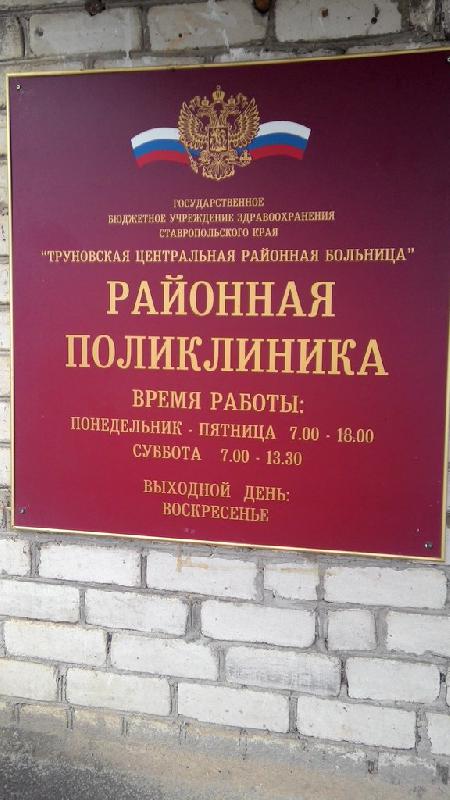 ГОСУДАРСТВЕННОЕ
БЮДЖЕТНОЕ УЧРЕЖДЕНИЕ ЗДРАВООХРАНЕНИЯ
СТАВРОПОЛЬСКОГО КРАЯ
"ТРУНОВСКАЯ ЦЕНТРАЛЬНАЯ РАЙОННАЯ БОЛЬНИЦА"
РАЙОННАЯ
ПОЛИКЛИНИКА
ВРЕМЯ РАБОТЫ:
ПОНЕДЕЛЬНИК - ПЯТНИЦА 7.00 - 18.00
СУББОТА 7.00 - 13.30
ВЫХОДНОЙ ДЕНЬ:
ВОСКРЕСЕНЬЕ